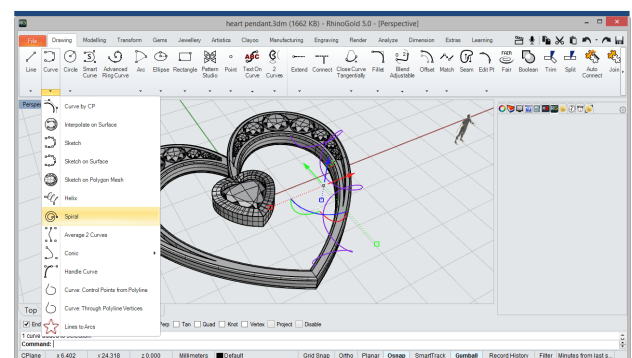 heart pendant.3dm (1662 KB) - RhinoGold 5.0 - [Perspective]
File Drawing Modelling Transform Gems Jewellery Artistics Clayoo Manufacturing Engraving Render Analyze Dimension Extras Learning
Line Curve Circle Smart Curve Advanced Ring Curve Arc Ellipse Rectangle Pattern Studio Point Text On Curve 2 Curves Extend Connect Close Curve Tangentially Fillet Blend Adjustable Offset Match Seam Edit Pt Fair Boolean Trim Split Auto Connect Join
Perspe
Curve by CP
Interpolate on Surface
Sketch
Sketch on Surface
Sketch on Polygon Mesh
Helix
Spiral
Average 2 Curves
Conic
Handle Curve
Curve: Control Points from Polyline
Curve: Through Polyline Vertices
Lines to Arcs
Top
End Perp Tan Quad Knot Vertex Project Disable
1 curve added to selection.
Command:
CPlane x 6.402 y 24.318 z 0.000 Millimeters Default Grid Snap Ortho Planar Osnap SmartTrack Gumball Record History Filter Minutes from last s...